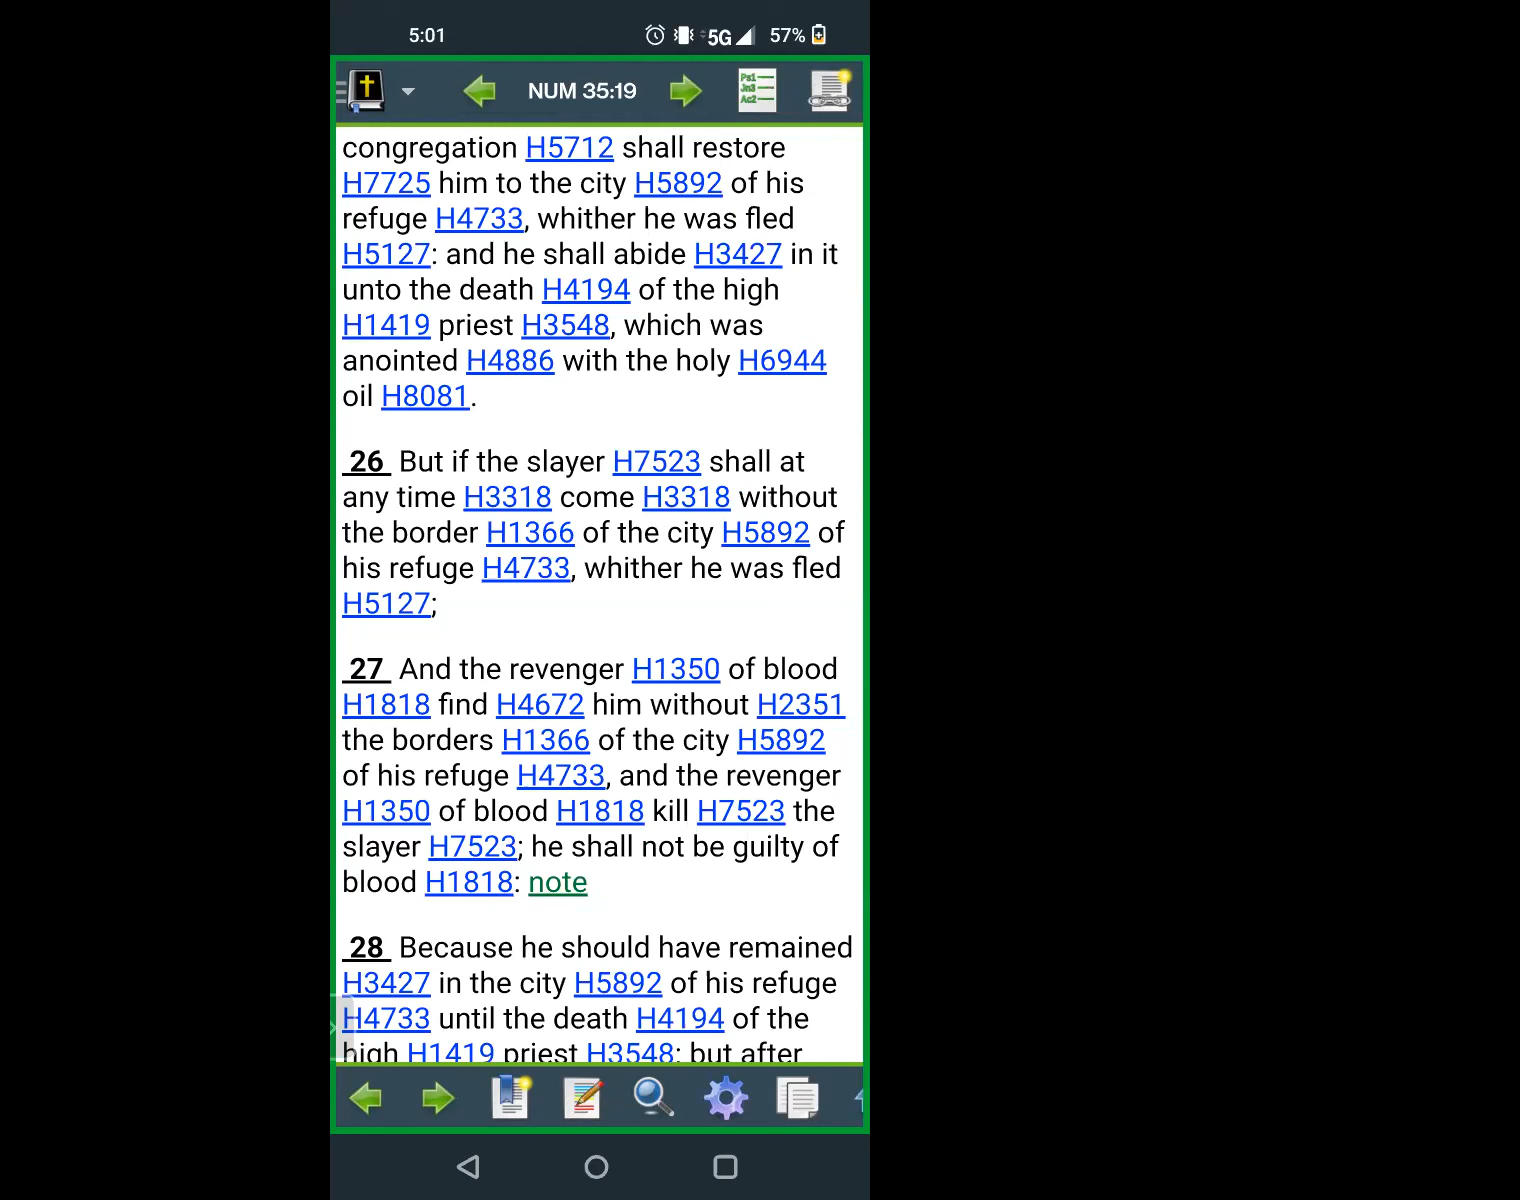 5:01 5G 57%
NUM 35:19
Ps1
Jn3
Ac2
congregation H5712 shall restore
H7725 him to the city H5892 of his
refuge H4733, whither he was fled
H5127: and he shall abide H3427 in it
unto the death H4194 of the high
H1419 priest H3548, which was
anointed H4886 with the holy H6944
oil H8081.
26 But if the slayer H7523 shall at
any time H3318 come H3318 without
the border H1366 of the city H5892 of
his refuge H4733, whither he was fled
H5127;
27 And the revenger H1350 of blood
H1818 find H4672 him without H2351
the borders H1366 of the city H5892
of his refuge H4733, and the revenger
H1350 of blood H1818 kill H7523 the
slayer H7523; he shall not be guilty of
blood H1818: note
28 Because he should have remained
H3427 in the city H5892 of his refuge
H4733 until the death H4194 of the
high H1419 priest H3548: but after